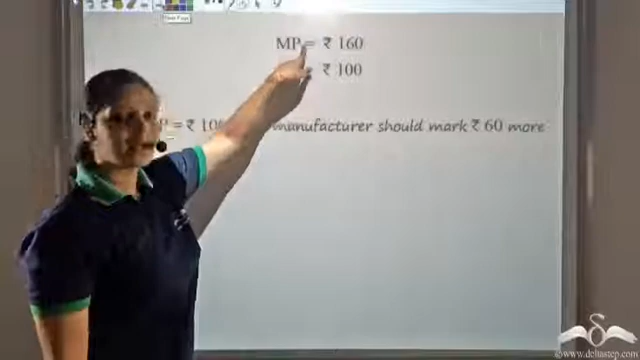 MP = ₹ 160
₹ 100
= ₹ 10 manufacturer should mark ₹ 60 more
©www.deltastep.com